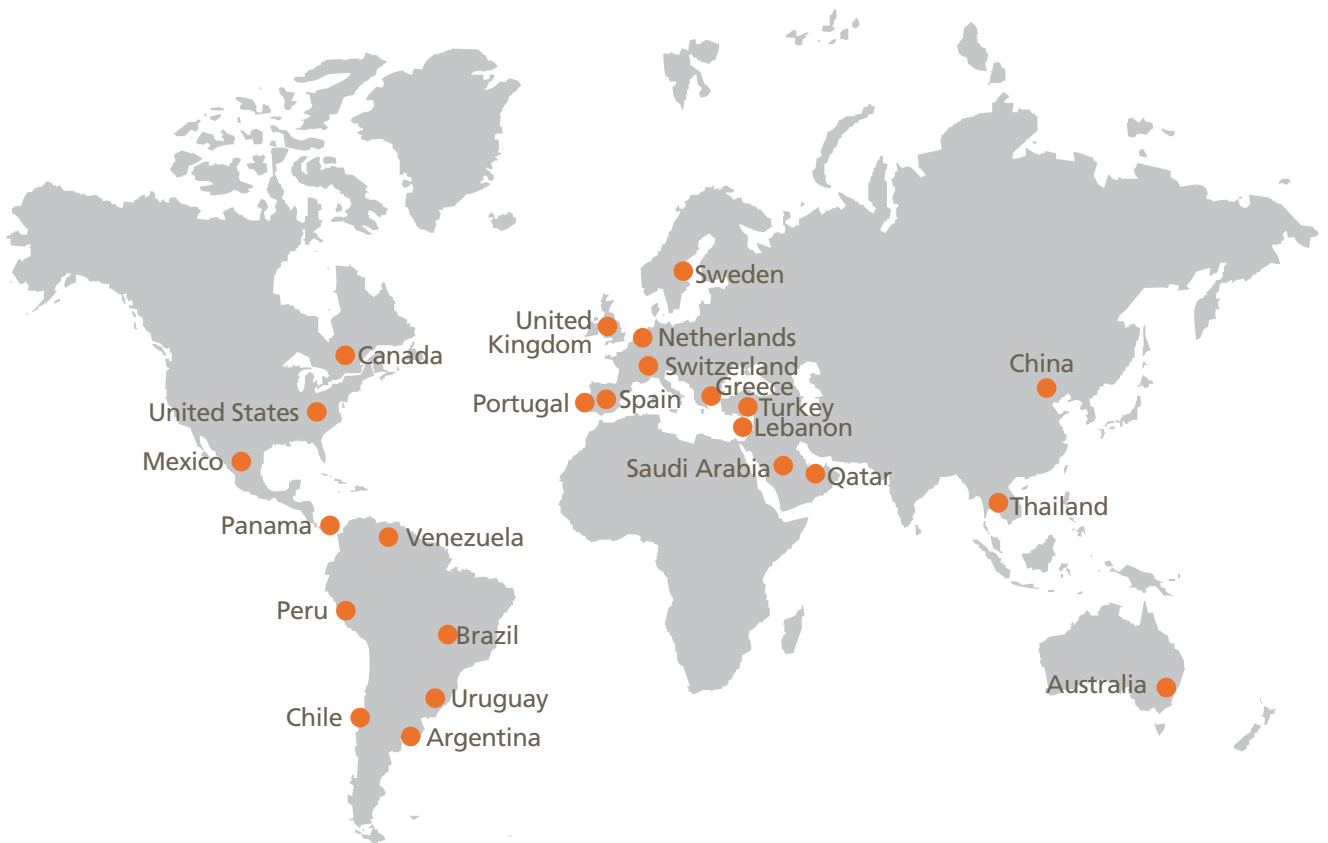 Sweden
United
Kingdom
Netherlands
Canada
Switzerland
China
Greece
Portugal
Spain
United States
Turkey
Lebanon
Mexico
Saudi Arabia
Qatar
Thailand
Panama
Venezuela
Peru
Brazil
Australia
Uruguay
Chile
Argentina